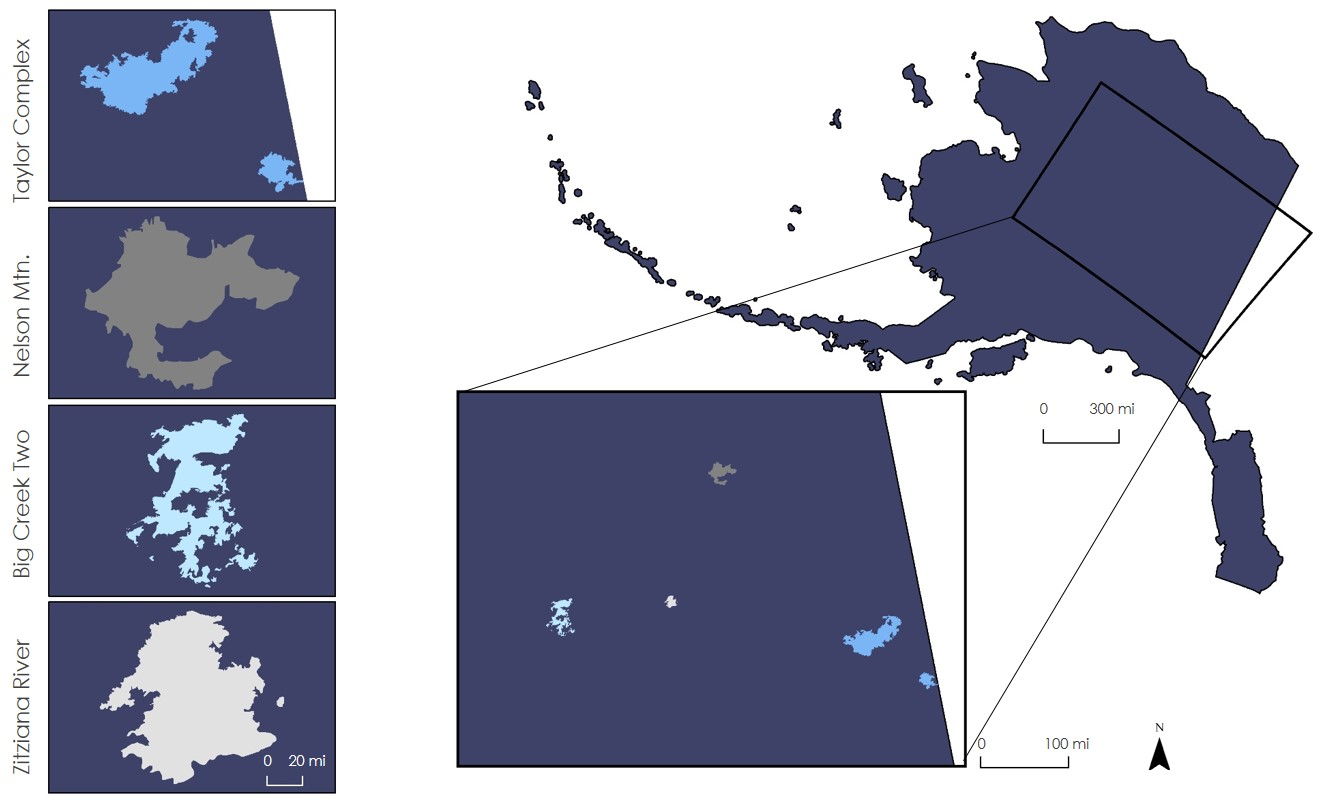 Taylor Complex
Nelson Mtn.
Big Creek Two
Zitziana River
0 20 mi
0 300 mi
0 100 mi
N